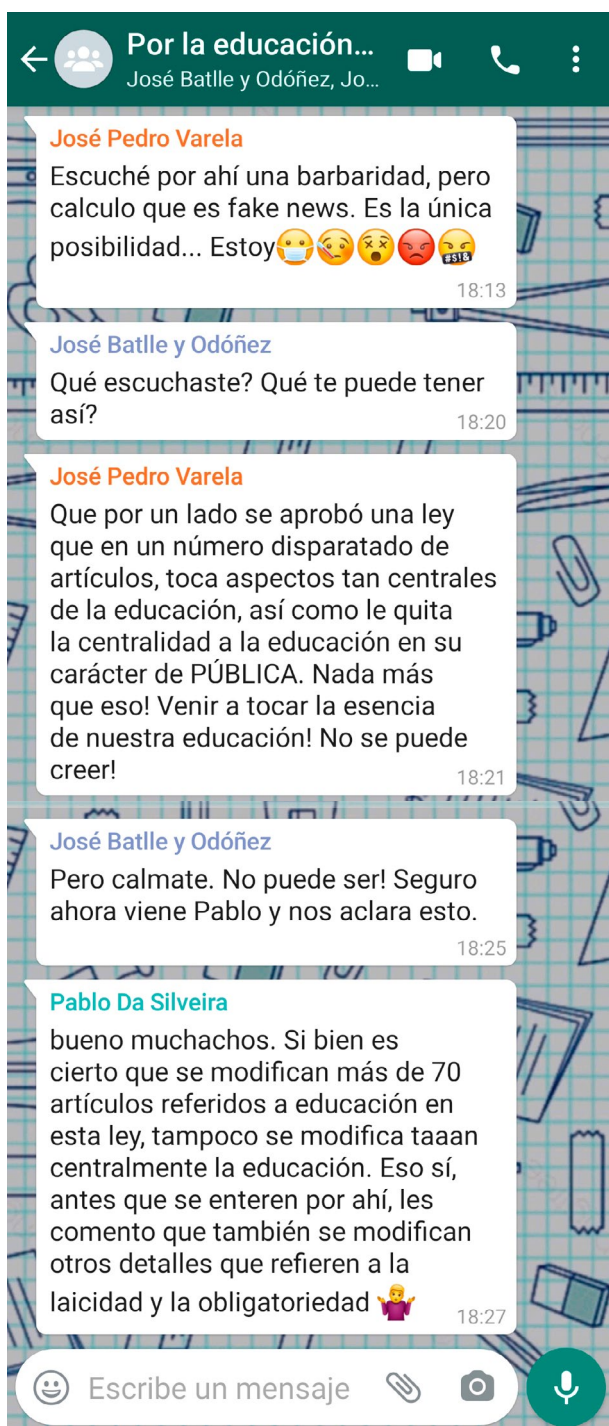 Por la educación...
José Batlle y Odóñez, Jo...
José Pedro Varela
Escuché por ahí una barbaridad, pero
calculo que es fake news. Es la única
posibilidad... Estoy😷🤒😵😡🤬
18:13
José Batlle y Odóñez
Qué escuchaste? Qué te puede tener
así?
18:20
José Pedro Varela
Que por un lado se aprobó una ley
que en un número disparatado de
artículos, toca aspectos tan centrales
de la educación, así como le quita
la centralidad a la educación en su
carácter de PÚBLICA. Nada más
que eso! Venir a tocar la esencia
de nuestra educación! No se puede
creer!
18:21
José Batlle y Odóñez
Pero calmate. No puede ser! Seguro
ahora viene Pablo y nos aclara esto.
18:25
Pablo Da Silveira
bueno muchachos. Si bien es
cierto que se modifican más de 70
artículos referidos a educación en
esta ley, tampoco se modifica taaan
centralmente la educación. Eso sí,
antes que se enteren por ahí, les
comento que también se modifican
otros detalles que refieren a la
laicidad y la obligatoriedad 🤷
18:27
Escribe un mensaje